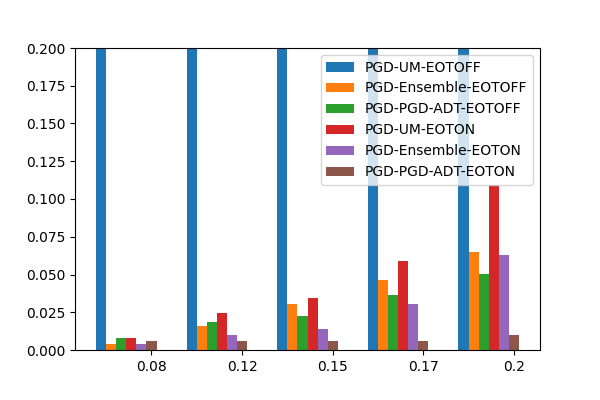 0.200
0.175
0.150
0.125
0.100
0.075
0.050
0.025
0.000
PGD-UM-EOTOFF
PGD-Ensemble-EOTOFF
PGD-PGD-ADT-EOTOFF
PGD-UM-EOTON
PGD-Ensemble-EOTON
PGD-PGD-ADT-EOTON
0.08 0.12 0.15 0.17 0.2